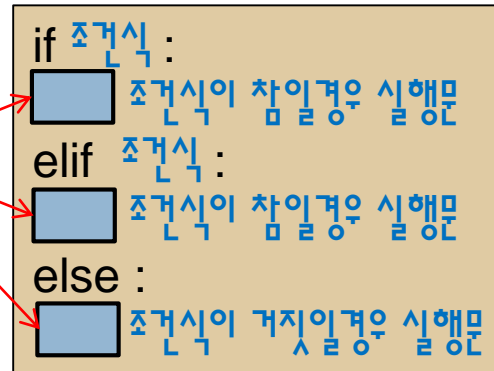 if 조건식 :
조건식이 참일경우 실행문
elif 조건식 :
조건식이 참일경우 실행문
else :
조건식이 거짓일경우 실행문